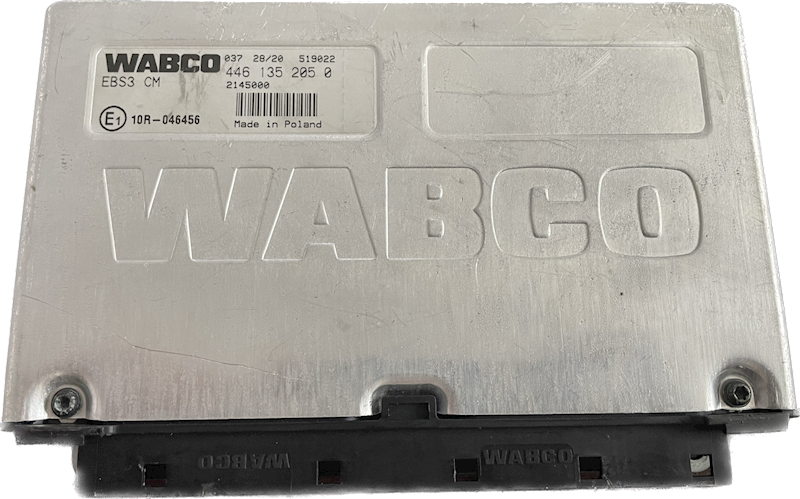 WABCO 037 28/20 519022
446 135 205 0
EBS3 CM 2145000
E1 10R-046456
Made in Poland
WABCO
WABCO WABCO